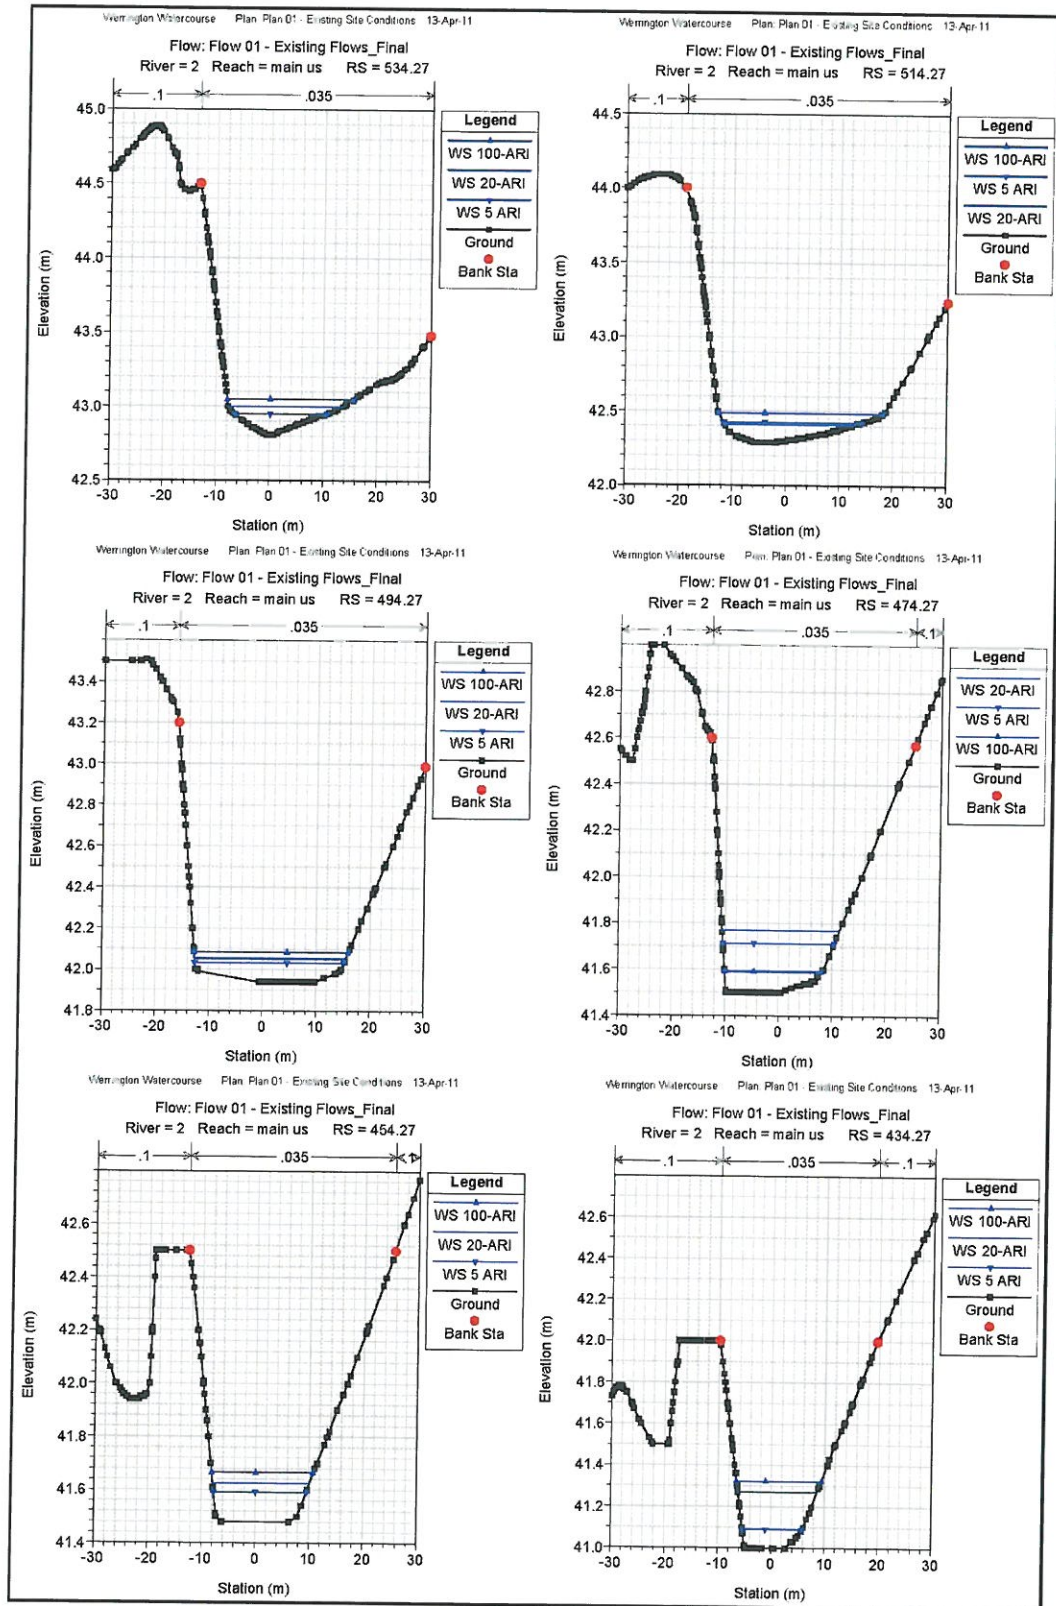 Werrington Watercourse Plan: Plan 01 - Existing Site Conditions 13-Apr-11
Flow: Flow 01 - Existing Flows_Final
River = 2 Reach = main us RS = 534.27
.1 .035
45.0
44.5
44.0
43.5
43.0
42.5
Elevation (m)
-30 -20 -10 0 10 20 30
Station (m)
Legend
WS 100-ARI
WS 20-ARI
WS 5 ARI
Ground
Bank Sta
Werrington Watercourse Plan: Plan 01 - Existing Site Conditions 13-Apr-11
Flow: Flow 01 - Existing Flows_Final
River = 2 Reach = main us RS = 514.27
.1 .035
44.5
44.0
43.5
43.0
42.5
42.0
Elevation (m)
-30 -20 -10 0 10 20 30
Station (m)
Legend
WS 100-ARI
WS 5 ARI
WS 20-ARI
Ground
Bank Sta
Werrington Watercourse Plan: Plan 01 - Existing Site Conditions 13-Apr-11
Flow: Flow 01 - Existing Flows_Final
River = 2 Reach = main us RS = 494.27
.1 .035
43.4
43.2
43.0
42.8
42.6
42.4
42.2
42.0
41.8
Elevation (m)
-30 -20 -10 0 10 20 30
Station (m)
Legend
WS 100-ARI
WS 20-ARI
WS 5 ARI
Ground
Bank Sta
Werrington Watercourse Plan: Plan 01 - Existing Site Conditions 13-Apr-11
Flow: Flow 01 - Existing Flows_Final
River = 2 Reach = main us RS = 474.27
.1 .035 .1
42.8
42.6
42.4
42.2
42.0
41.8
41.6
41.4
Elevation (m)
-30 -20 -10 0 10 20 30
Station (m)
Legend
WS 20-ARI
WS 5 ARI
WS 100-ARI
Ground
Bank Sta
Werrington Watercourse Plan: Plan 01 - Existing Site Conditions 13-Apr-11
Flow: Flow 01 - Existing Flows_Final
River = 2 Reach = main us RS = 454.27
.1 .035 .1
42.6
42.4
42.2
42.0
41.8
41.6
41.4
Elevation (m)
-30 -20 -10 0 10 20 30
Station (m)
Legend
WS 100-ARI
WS 20-ARI
WS 5 ARI
Ground
Bank Sta
Werrington Watercourse Plan: Plan 01 - Existing Site Conditions 13-Apr-11
Flow: Flow 01 - Existing Flows_Final
River = 2 Reach = main us RS = 434.27
.1 .035 .1
42.6
42.4
42.2
42.0
41.8
41.6
41.4
41.2
41.0
Elevation (m)
-30 -20 -10 0 10 20 30
Station (m)
Legend
WS 100-ARI
WS 20-ARI
WS 5 ARI
Ground
Bank Sta